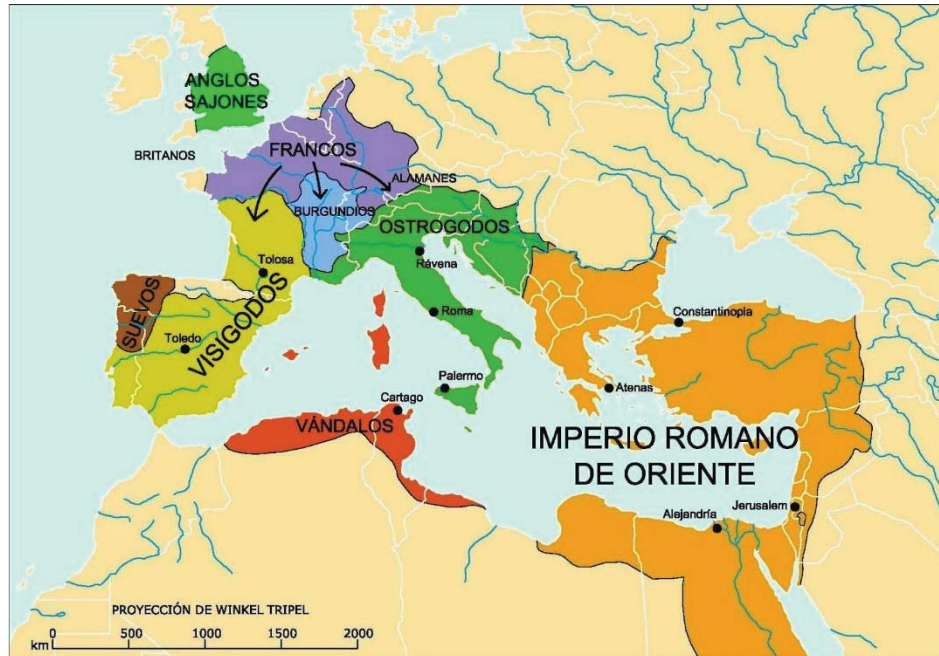 ANGLOS
SAJONES
BRITANOS
FRANCOS
ALAMANES
BURGUNDIOS
OSTROGODOS
Rávena
Tolosa
SUEVOS
VISIGODOS
Toledo
Roma
Constantinopla
Palermo
Atenas
Cartago
VÁNDALOS
IMPERIO ROMANO
DE ORIENTE
Alejandría
Jerusalem
PROYECCIÓN DE WINKEL TRIPEL
0 500 1000 1500 2000
km